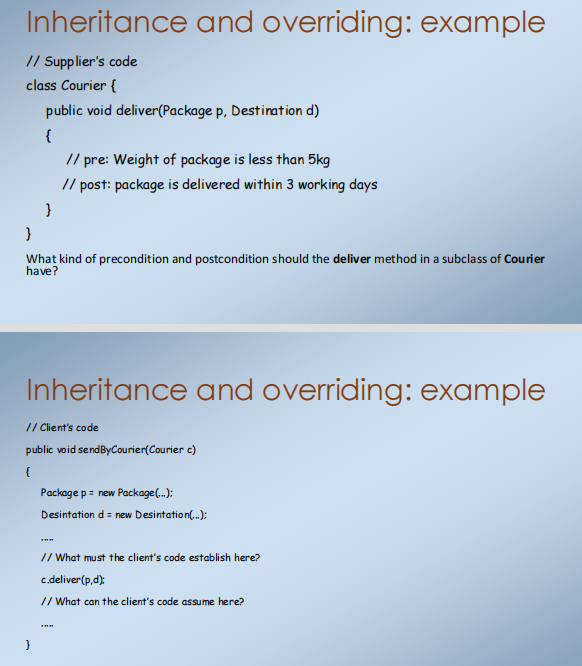 Inheritance and overriding: example
// Supplier's code
class Courier {
public void deliver(Package p, Destination d)
{
// pre: Weight of package is less than 5kg
// post: package is delivered within 3 working days
}
}
What kind of precondition and postcondition should the deliver method in a subclass of Courier
have?
Inheritance and overriding: example
// Client's code
public void sendByCourier(Courier c)
{
Package p = new Package(...);
Desintation d = new Desintation(...);
.....
// What must the client's code establish here?
c.deliver(p,d);
// What can the client's code assume here?
.....
}